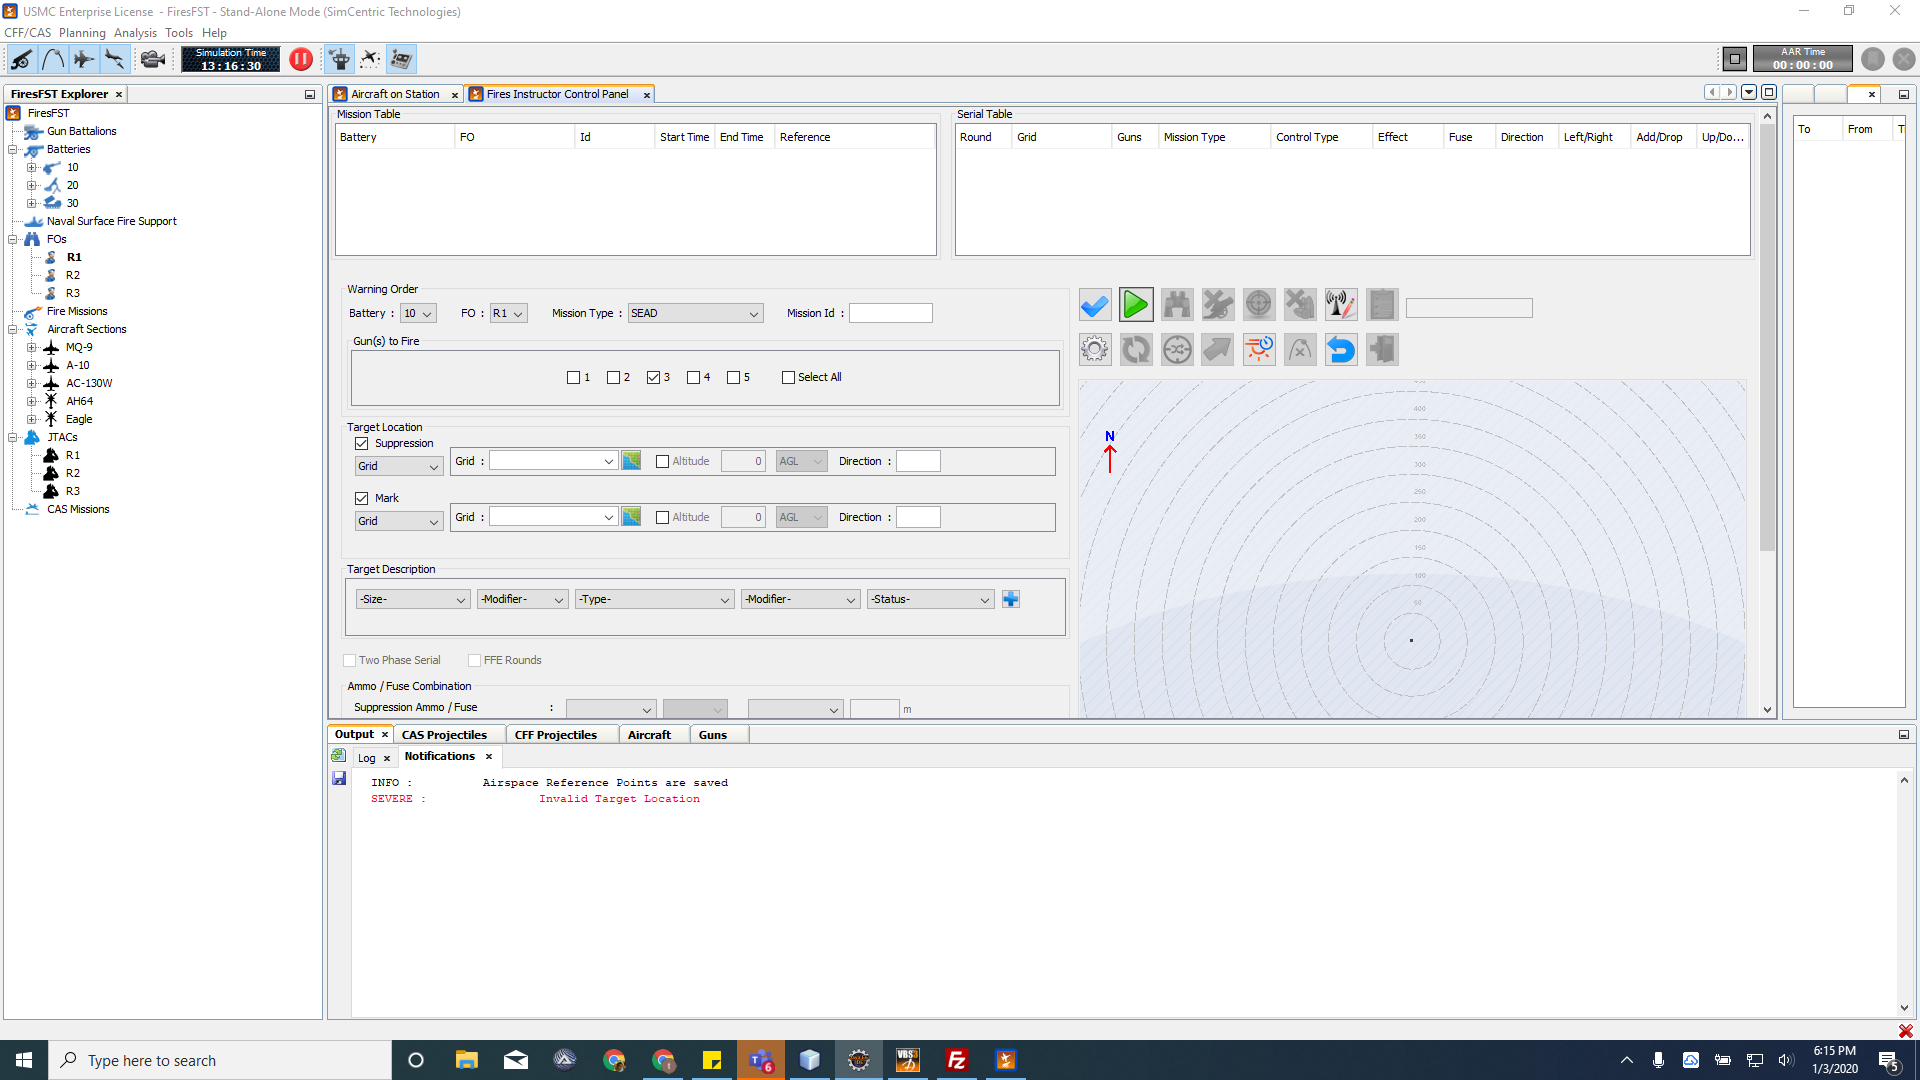 USMC Enterprise License - FiresFST - Stand-Alone Mode (SimCentric Technologies)
CFF/CAS Planning Analysis Tools Help
Simulation Time
13:16:30
AAR Time
00:00:00
FiresFST Explorer
FiresFST
Gun Battalions
Batteries
10
20
30
Naval Surface Fire Support
FOs
R1
R2
R3
Fire Missions
Aircraft Sections
MQ-9
A-10
AC-130W
AH64
Eagle
JTACs
R1
R2
R3
CAS Missions
Aircraft on Station
Fires Instructor Control Panel
Mission Table
Battery FO Id Start Time End Time Reference
Serial Table
Round Grid Guns Mission Type Control Type Effect Fuse Direction Left/Right Add/Drop Up/Do...
To From
Warning Order
Battery : 10 FO : R1 Mission Type : SEAD Mission Id :
Gun(s) to Fire
1 2 3 4 5 Select All
Target Location
Suppression
Grid Grid : Altitude 0 AGL Direction :
Mark
Grid Grid : Altitude 0 AGL Direction :
Target Description
-Size- -Modifier- -Type- -Modifier- -Status-
Two Phase Serial FFE Rounds
Ammo / Fuse Combination
Suppression Ammo / Fuse : m
N
400
350
300
250
200
150
100
50
Output CAS Projectiles CFF Projectiles Aircraft Guns
Log Notifications
INFO : Airspace Reference Points are saved
SEVERE : Invalid Target Location
Type here to search
6
VBS3
FZ
6:15 PM
1/3/2020
5